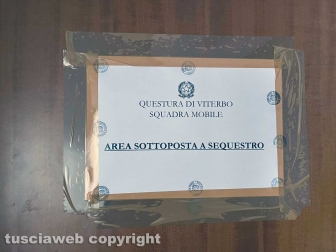 QUESTURA DI VITERBO
SQUADRA MOBILE
AREA SOTTOPOSTA A SEQUESTRO
tusciaweb copyright